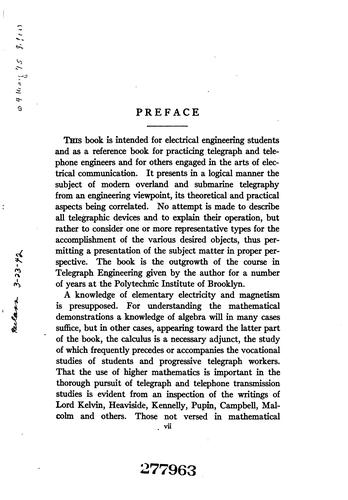 PREFACE
THIS book is intended for electrical engineering students
and as a reference book for practicing telegraph and tele-
phone engineers and for others engaged in the arts of elec-
trical communication. It presents in a logical manner the
subject of modern overland and submarine telegraphy
from an engineering viewpoint, its theoretical and practical
aspects being correlated. No attempt is made to describe
all telegraphic devices and to explain their operation, but
rather to consider one or more representative types for the
accomplishment of the various desired objects, thus per-
mitting a presentation of the subject matter in proper per-
spective. The book is the outgrowth of the course in
Telegraph Engineering given by the author for a number
of years at the Polytechnic Institute of Brooklyn.
A knowledge of elementary electricity and magnetism
is presupposed. For understanding the mathematical
demonstrations a knowledge of algebra will in many cases
suffice, but in other cases, appearing toward the latter part
of the book, the calculus is a necessary adjunct, the study
of which frequently precedes or accompanies the vocational
studies of students and progressive telegraph workers.
That the use of higher mathematics is important in the
thorough pursuit of telegraph and telephone transmission
studies is evident from an inspection of the writings of
Lord Kelvin, Heaviside, Kennelly, Pupin, Campbell, Mal-
colm and others. Those not versed in mathematical
vii
277963
3-23-42